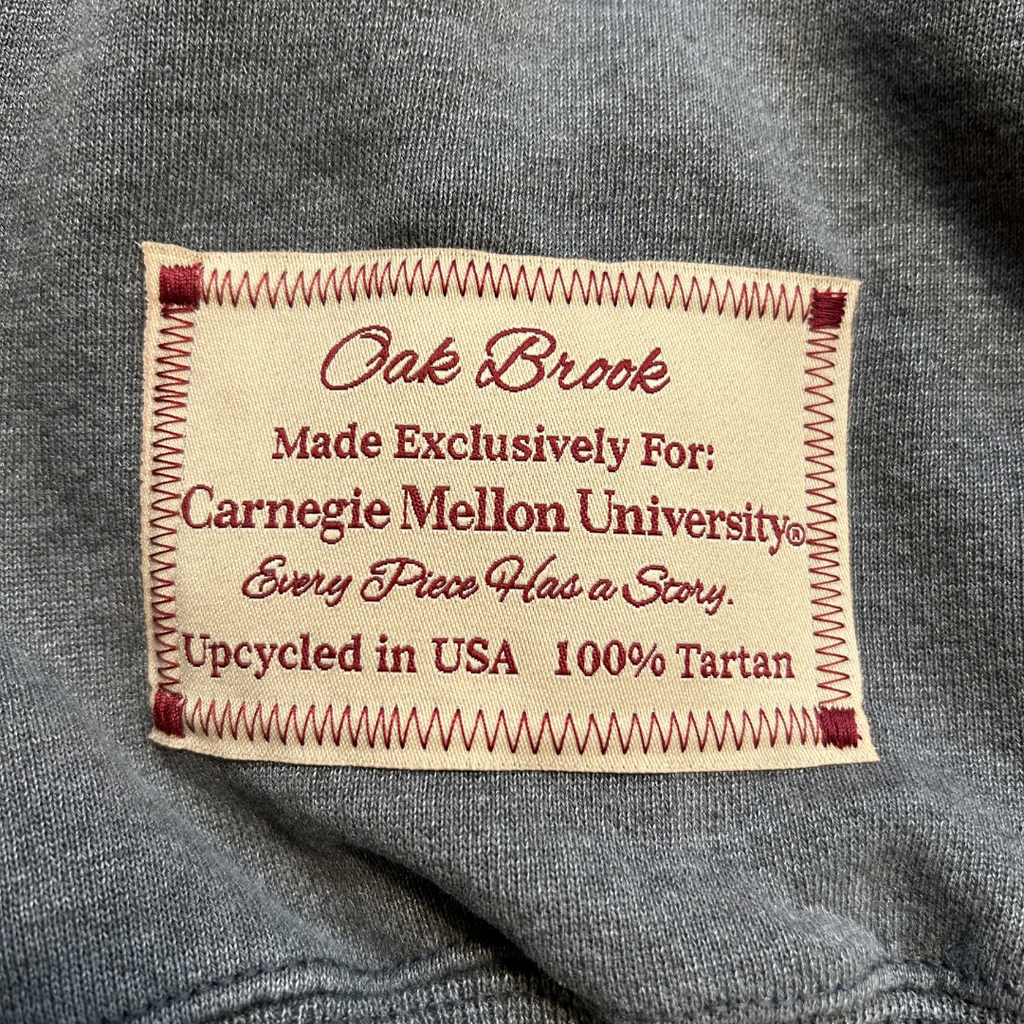 Oak Brook
Made Exclusively For:
Carnegie Mellon University®
Every Piece Has a Story.
Upcycled in USA 100% Tartan